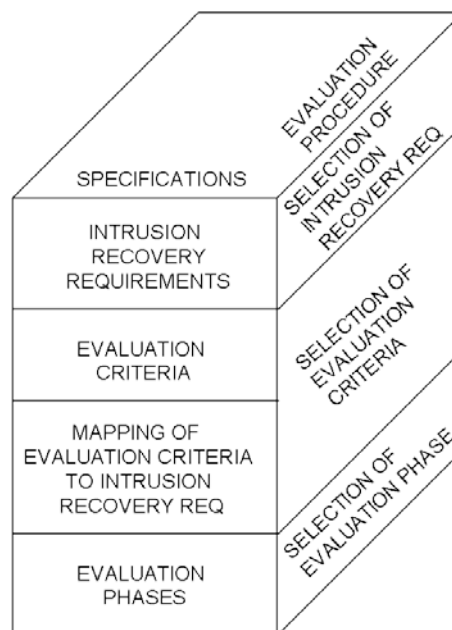 SPECIFICATIONS
INTRUSION
RECOVERY
REQUIREMENTS
EVALUATION
CRITERIA
MAPPING OF
EVALUATION CRITERIA
TO INTRUSION
RECOVERY REQ
EVALUATION
PHASES
EVALUATION
PROCEDURE
SELECTION OF
INTRUSION
RECOVERY REQ
SELECTION OF
EVALUATION
CRITERIA
SELECTION OF
EVALUATION PHASE